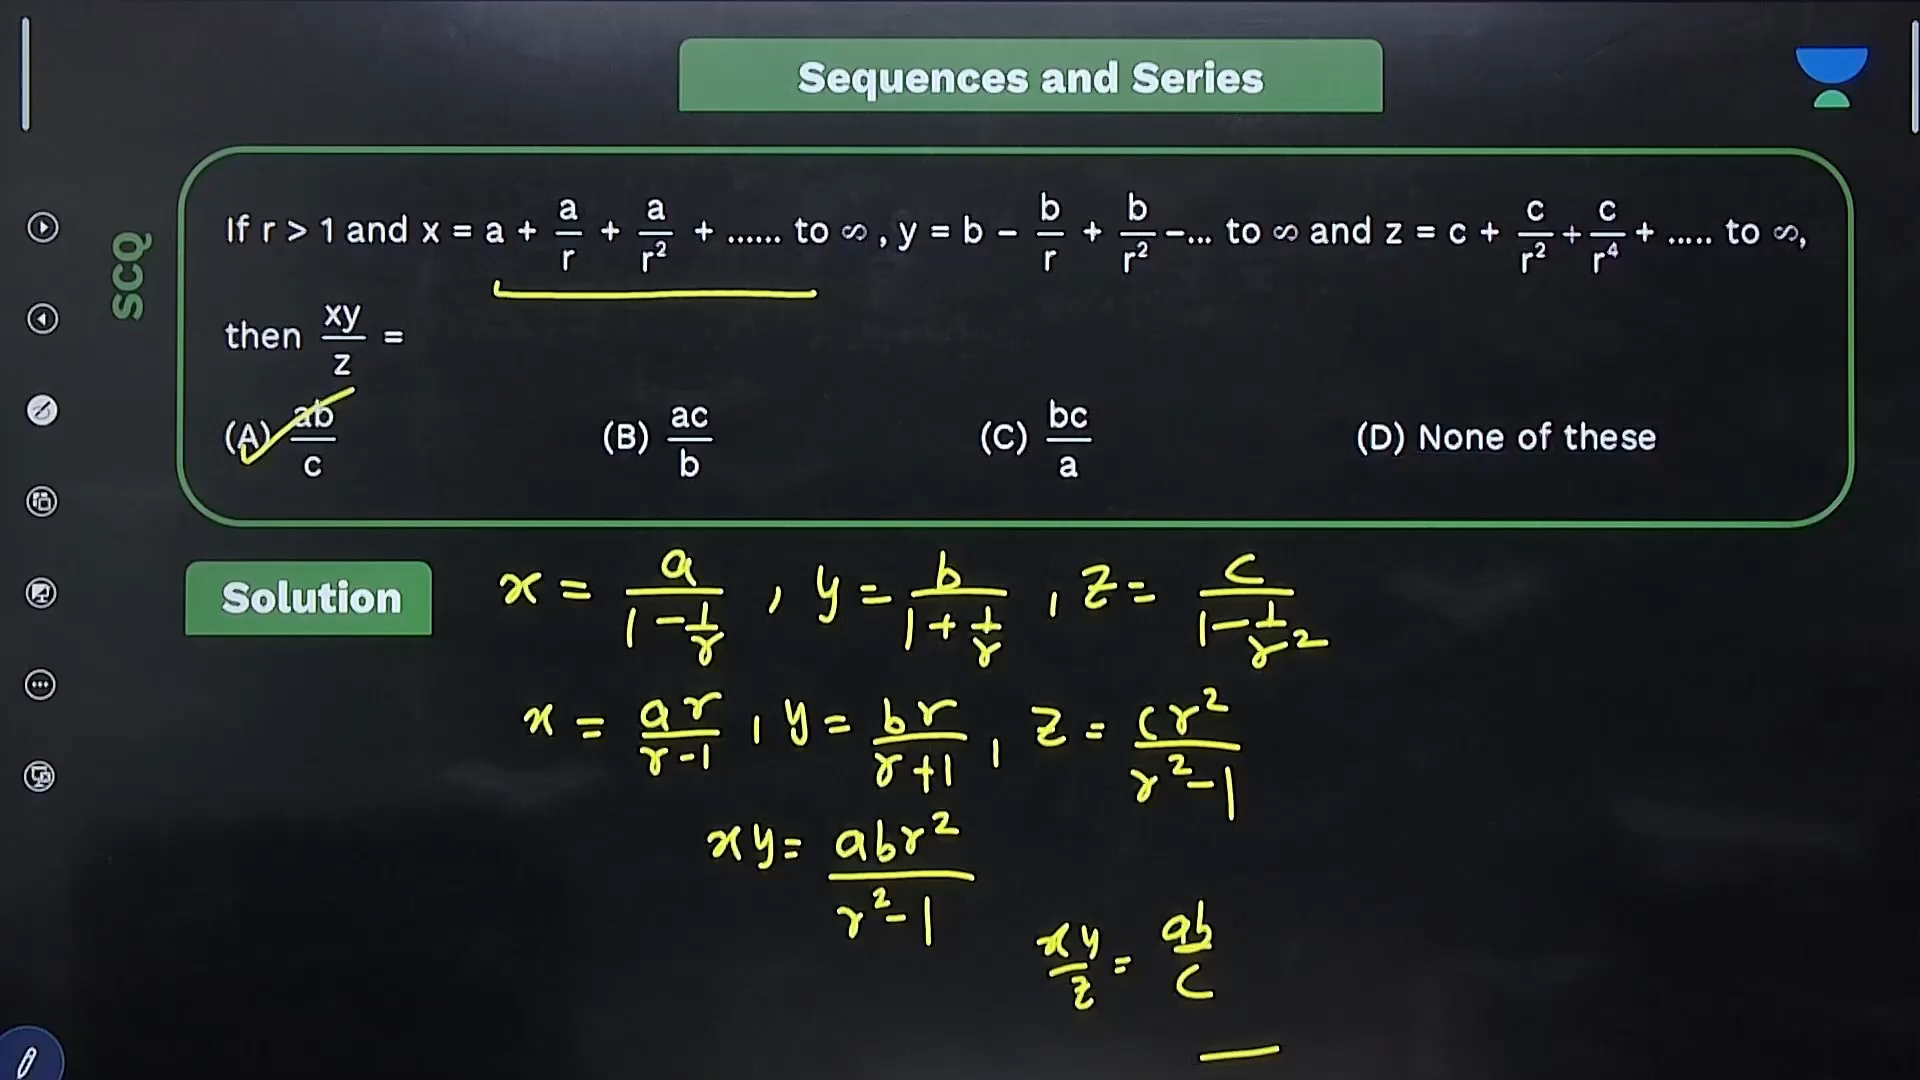 Sequences and Series
SCQ
If r > 1 and x = a + a/r + a/r² + ...... to ∞, y = b − b/r + b/r² −... to ∞ and z = c + c/r² + c/r⁴ + ..... to ∞,
then xy/z =
(A) ab/c (B) ac/b (C) bc/a (D) None of these
Solution
x = a/(1 − 1/r) , y = b/(1 + 1/r) , z = c/(1 − 1/r²)
x = ar/(r−1) , y = br/(r+1) , z = cr²/(r²−1)
xy = abr²/(r²−1)
xy/z = ab/c